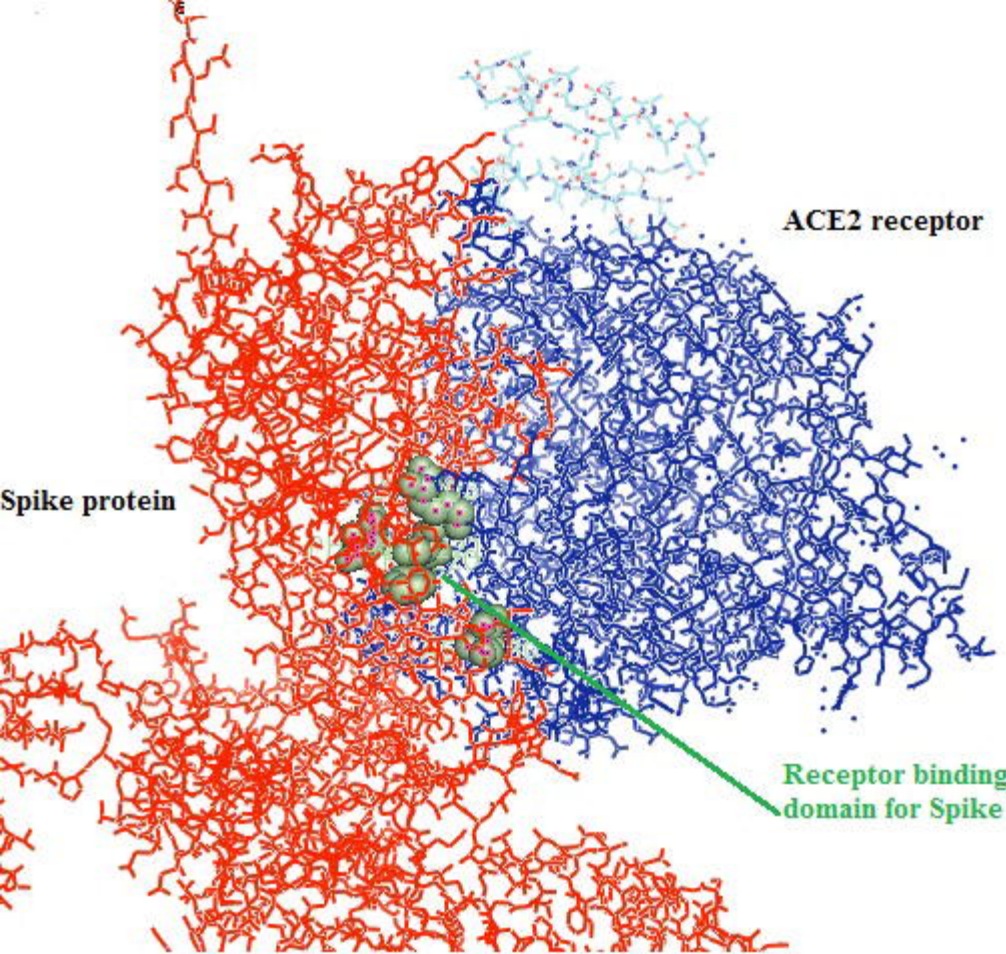 ACE2 receptor
Spike protein
Receptor binding
domain for Spike